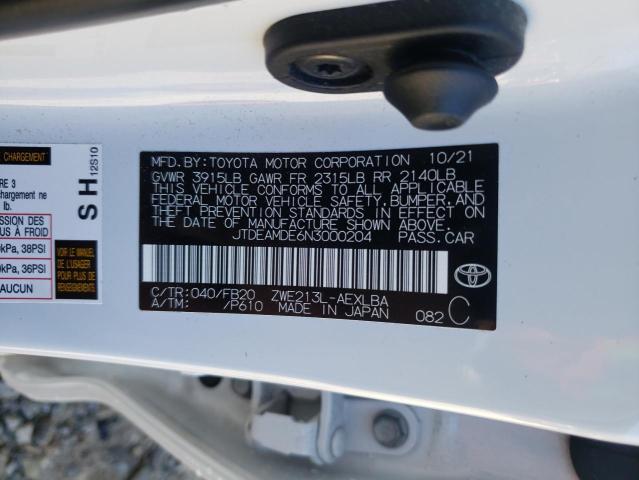 CHARGEMENT
RE 3
chargement ne
lb.
SSION DES
US À FROID
kPa, 38PSI
kPa, 36PSI
AUCUN
VOIR LE MANUEL
DE L'USAGER
POUR PLUS DE
RENSEIGNEMENTS
SH
12S10
MFD. BY: TOYOTA MOTOR CORPORATION 10/21
GVWR 3915LB GAWR FR 2315LB RR 2140LB
THIS VEHICLE CONFORMS TO ALL APPLICABLE
FEDERAL MOTOR VEHICLE SAFETY, BUMPER, AND
THEFT PREVENTION STANDARDS IN EFFECT ON
THE DATE OF MANUFACTURE SHOWN ABOVE.
JTDEAMDE6N3000204 PASS. CAR
C/TR: 040/FB20 ZWE213L-AEXLBA
A/TM: /P610 MADE IN JAPAN 082 C
TOYOTA